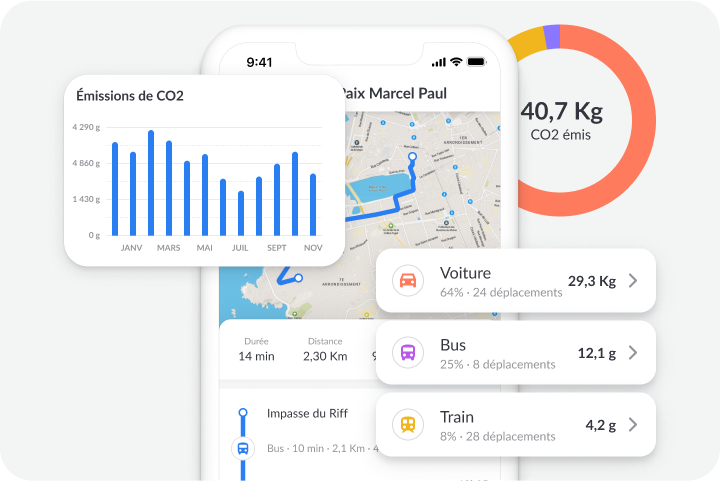 9:41
Paix Marcel Paul
Émissions de CO2
4 290 g
4 860 g
1 430 g
0 g
JANV MARS MAI JUIL SEPT NOV
40,7 Kg
CO2 émis
7E
ARRONDISSEMENT
7E
ARRONDISSEMENT
Voiture
64% · 24 déplacements
29,3 Kg
Bus
25% · 8 déplacements
12,1 g
Train
8% · 28 déplacements
4,2 g
Durée
14 min
Distance
2,30 Km
Impasse du Riff
Bus · 10 min · 2,1 Km · 4